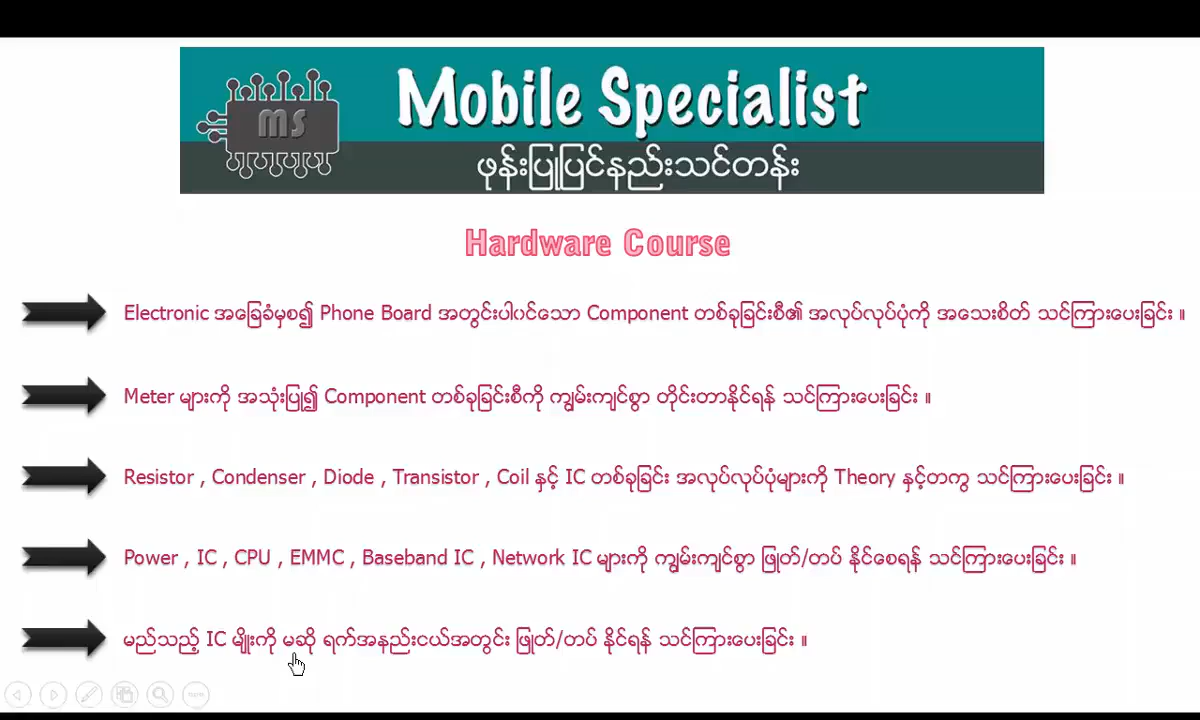 MS
Mobile Specialist
ဖုန်းပြုပြင်နည်းသင်တန်း
Hardware Course
Electronic အခြေခံမှစ၍ Phone Board အတွင်းပါ၀င်သော Component တစ်ခုခြင်းစီ၏ အလုပ်လုပ်ပုံကို အသေးစိတ် သင်ကြားပေးခြင်း ။
Meter များကို အသုံးပြု၍ Component တစ်ခုခြင်းစီကို ကျွမ်းကျင်စွာ တိုင်းတာနိုင်ရန် သင်ကြားပေးခြင်း ။
Resistor , Condenser , Diode , Transistor , Coil နှင့် IC တစ်ခုခြင်း အလုပ်လုပ်ပုံများကို Theory နှင့်တကွ သင်ကြားပေးခြင်း ။
Power , IC , CPU , EMMC , Baseband IC , Network IC များကို ကျွမ်းကျင်စွာ ဖြုတ်/တပ် နိုင်စေရန် သင်ကြားပေးခြင်း ။
မည်သည့် IC မျိုးကို မဆို ရက်အနည်းငယ်အတွင်း ဖြုတ်/တပ် နိုင်ရန် သင်ကြားပေးခြင်း ။